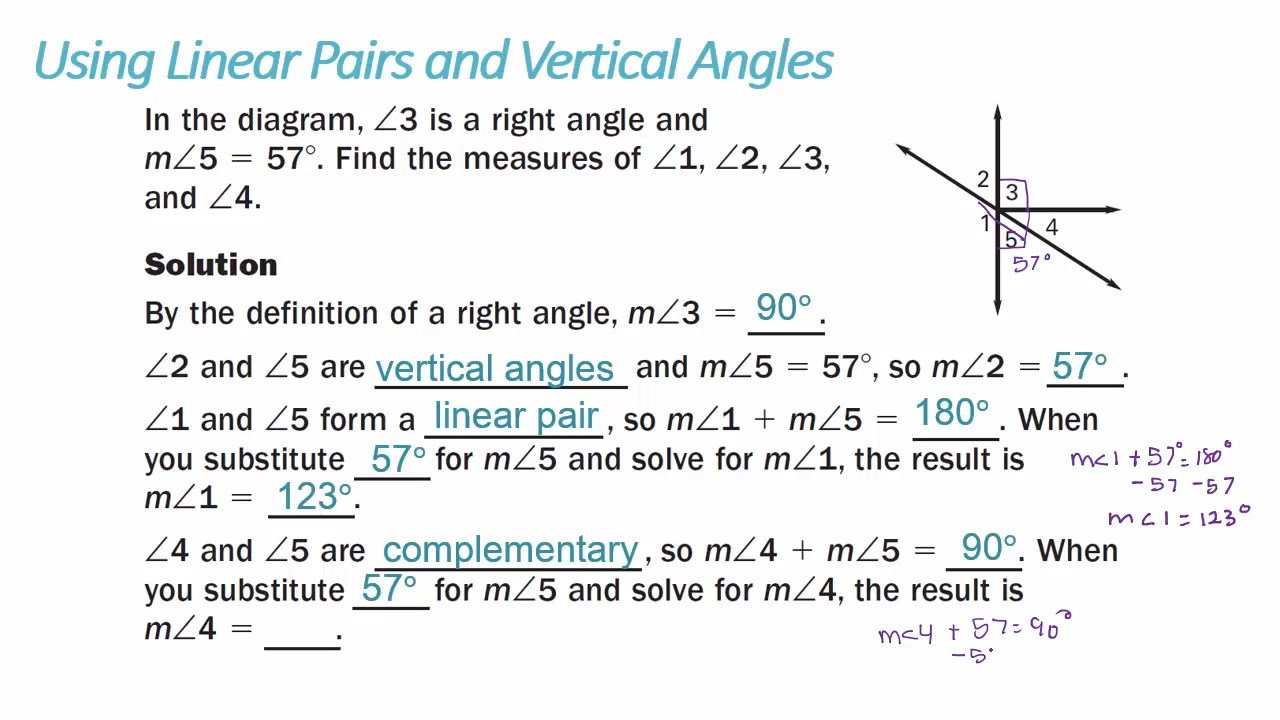 Using Linear Pairs and Vertical Angles
In the diagram, ∠3 is a right angle and
m∠5 = 57°. Find the measures of ∠1, ∠2, ∠3,
and ∠4.
2
3
1
4
5
57°
Solution
By the definition of a right angle, m∠3 = 90°.
∠2 and ∠5 are vertical angles and m∠5 = 57°, so m∠2 = 57°.
∠1 and ∠5 form a linear pair, so m∠1 + m∠5 = 180°. When
you substitute 57° for m∠5 and solve for m∠1, the result is
m∠1 = 123°.
m<1 + 57° = 180°
-57 -57
m<1 = 123°
∠4 and ∠5 are complementary, so m∠4 + m∠5 = 90°. When
you substitute 57° for m∠5 and solve for m∠4, the result is
m∠4 = ____.
m<4 + 57 = 90°
-5